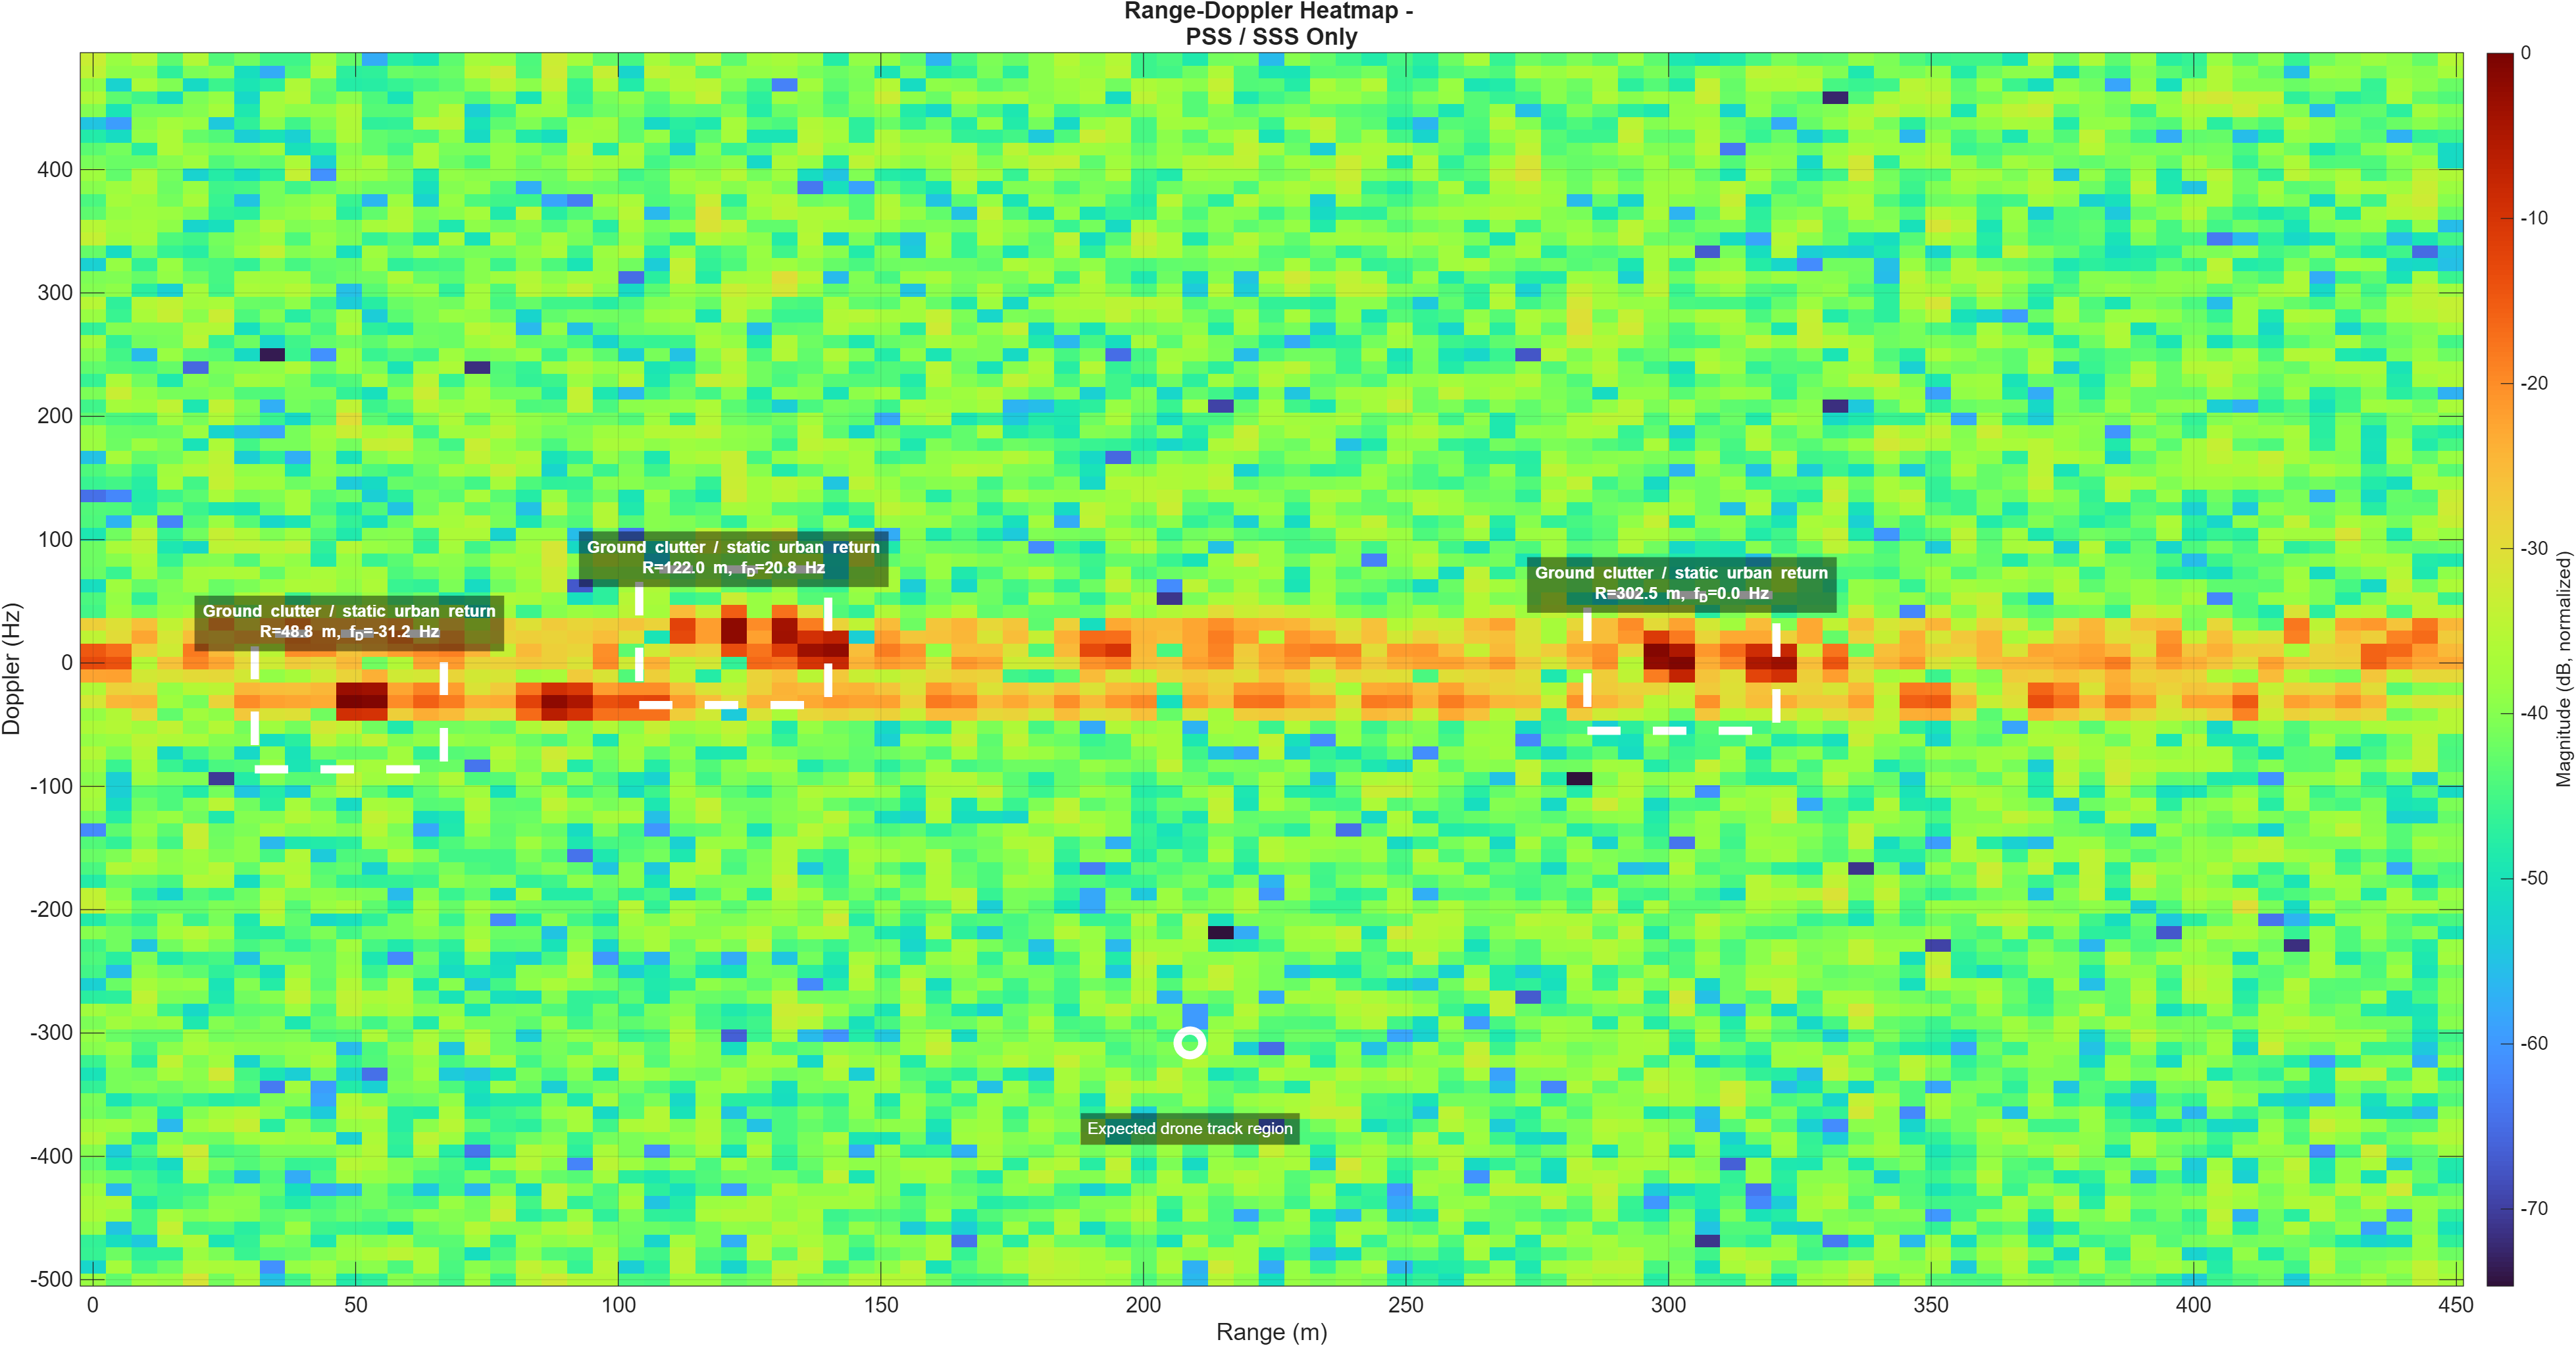 Range-Doppler Heatmap -
PSS / SSS Only
Doppler (Hz)
400
300
200
100
0
-100
-200
-300
-400
-500
Ground clutter / static urban return
R=48.8 m, fD=-31.2 Hz
Ground clutter / static urban return
R=122.0 m, fD=20.8 Hz
Ground clutter / static urban return
R=302.5 m, fD=0.0 Hz
Expected drone track region
0
50
100
150
200
250
300
350
400
450
Range (m)
0
-10
-20
-30
-40
-50
-60
-70
Magnitude (dB, normalized)